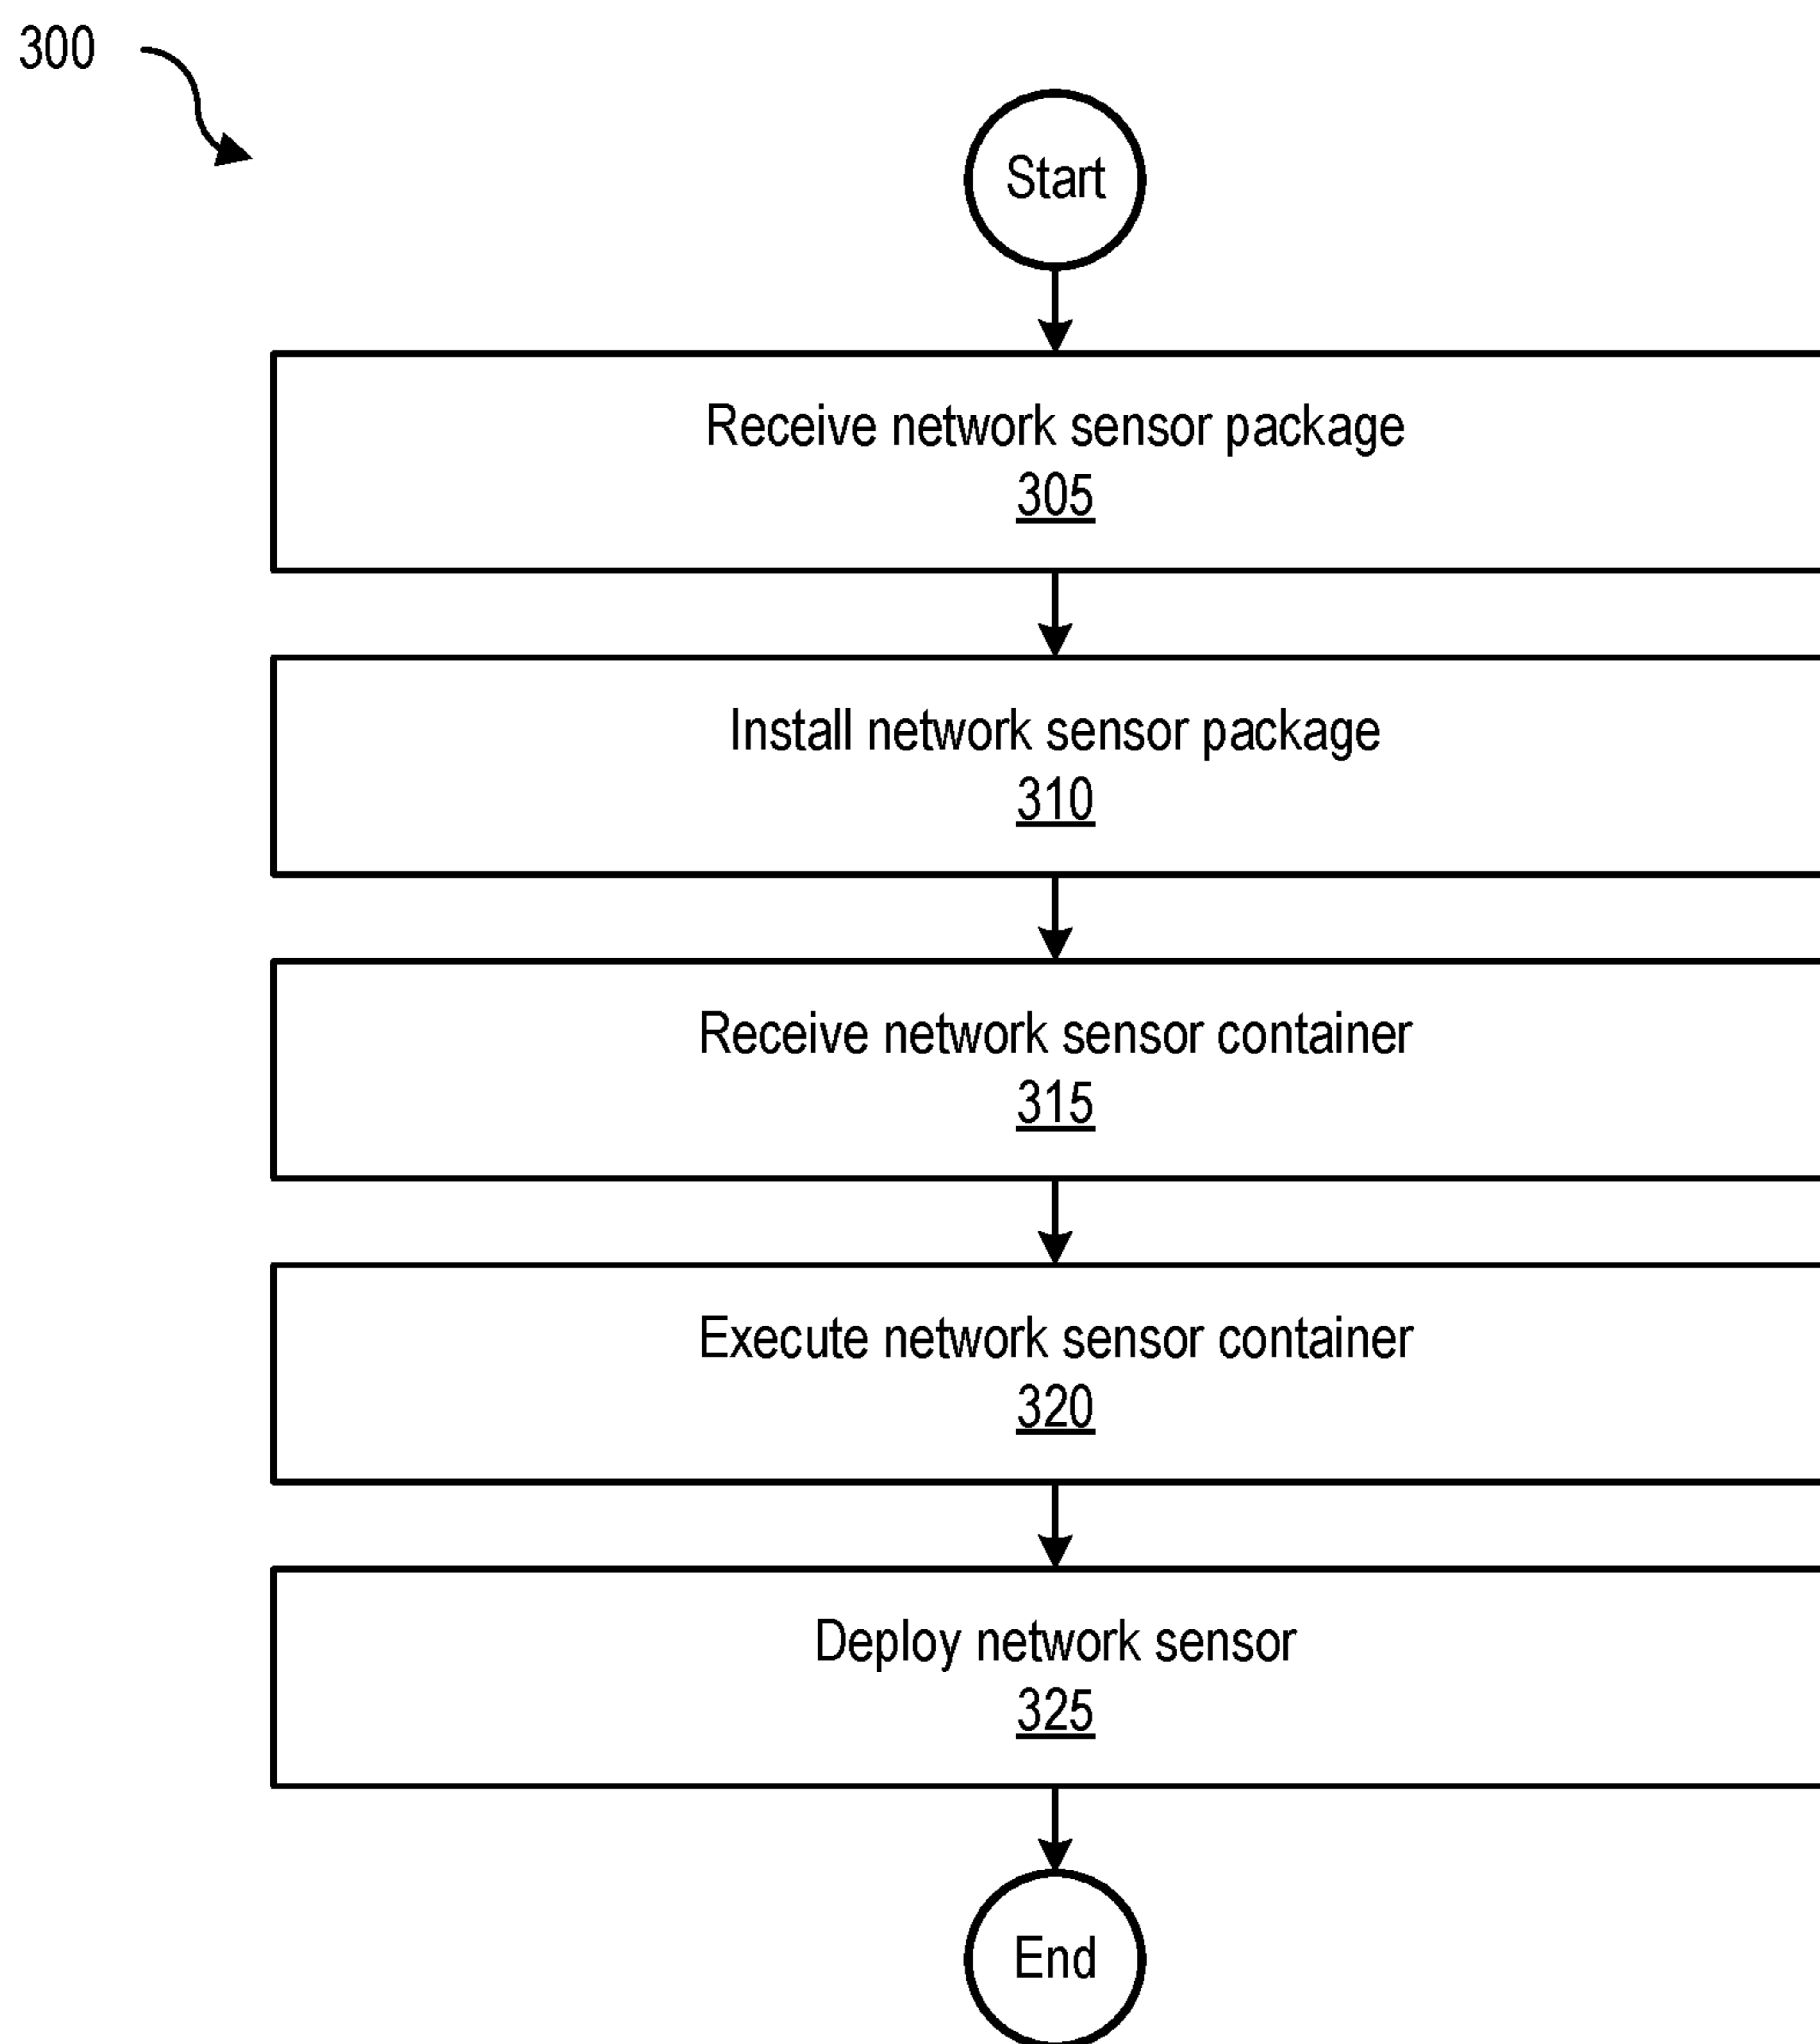 300
Start
Receive network sensor package
305
Install network sensor package
310
Receive network sensor container
315
Execute network sensor container
320
Deploy network sensor
325
End